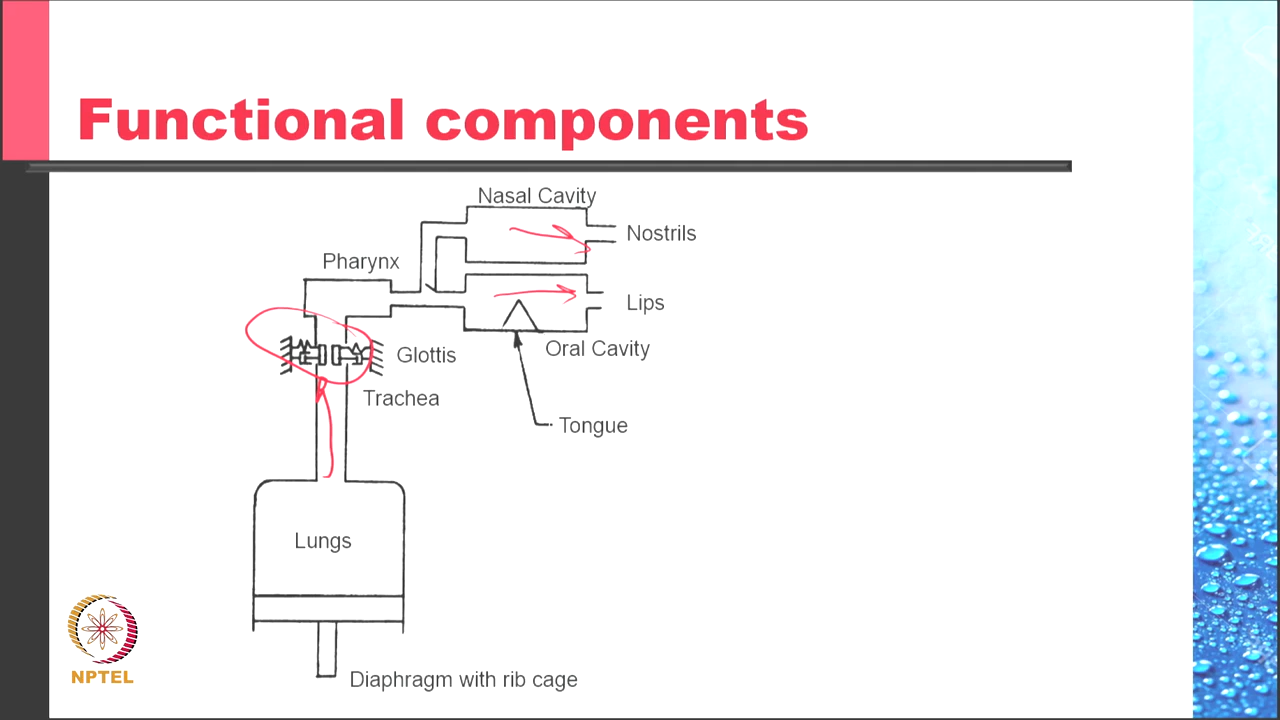 Functional components
Nasal Cavity
Nostrils
Pharynx
Lips
Oral Cavity
Glottis
Trachea
Tongue
Lungs
Diaphragm with rib cage
NPTEL